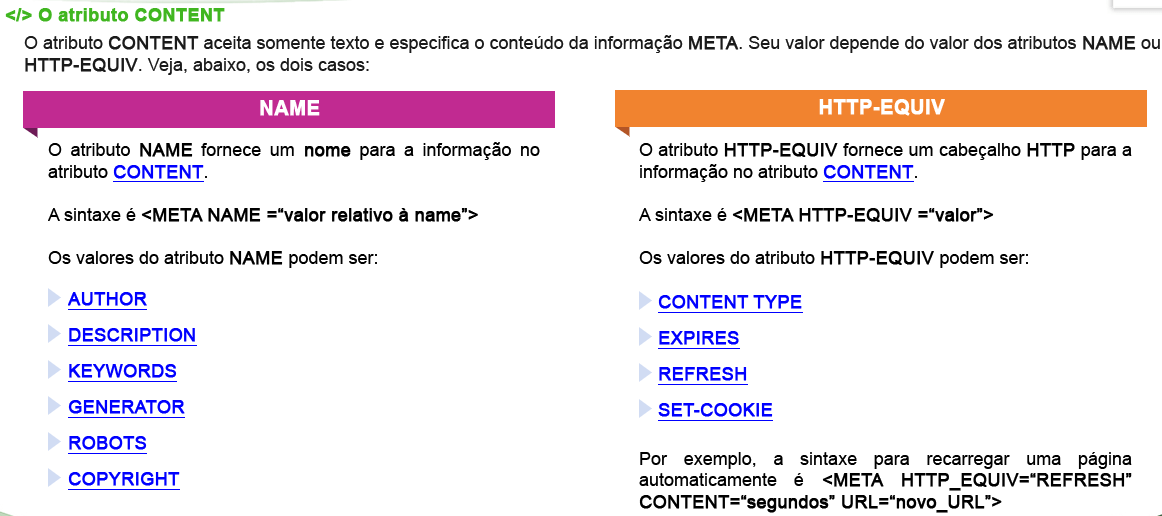 </> O atributo CONTENT
O atributo CONTENT aceita somente texto e especifica o conteúdo da informação META. Seu valor depende do valor dos atributos NAME ou
HTTP-EQUIV. Veja, abaixo, os dois casos:
NAME
O atributo NAME fornece um nome para a informação no
atributo CONTENT.
A sintaxe é <META NAME =“valor relativo à name”>
Os valores do atributo NAME podem ser:
AUTHOR
DESCRIPTION
KEYWORDS
GENERATOR
ROBOTS
COPYRIGHT
HTTP-EQUIV
O atributo HTTP-EQUIV fornece um cabeçalho HTTP para a
informação no atributo CONTENT.
A sintaxe é <META HTTP-EQUIV =“valor”>
Os valores do atributo HTTP-EQUIV podem ser:
CONTENT TYPE
EXPIRES
REFRESH
SET-COOKIE
Por exemplo, a sintaxe para recarregar uma página
automaticamente é <META HTTP_EQUIV=“REFRESH”
CONTENT=“segundos” URL=“novo_URL”>